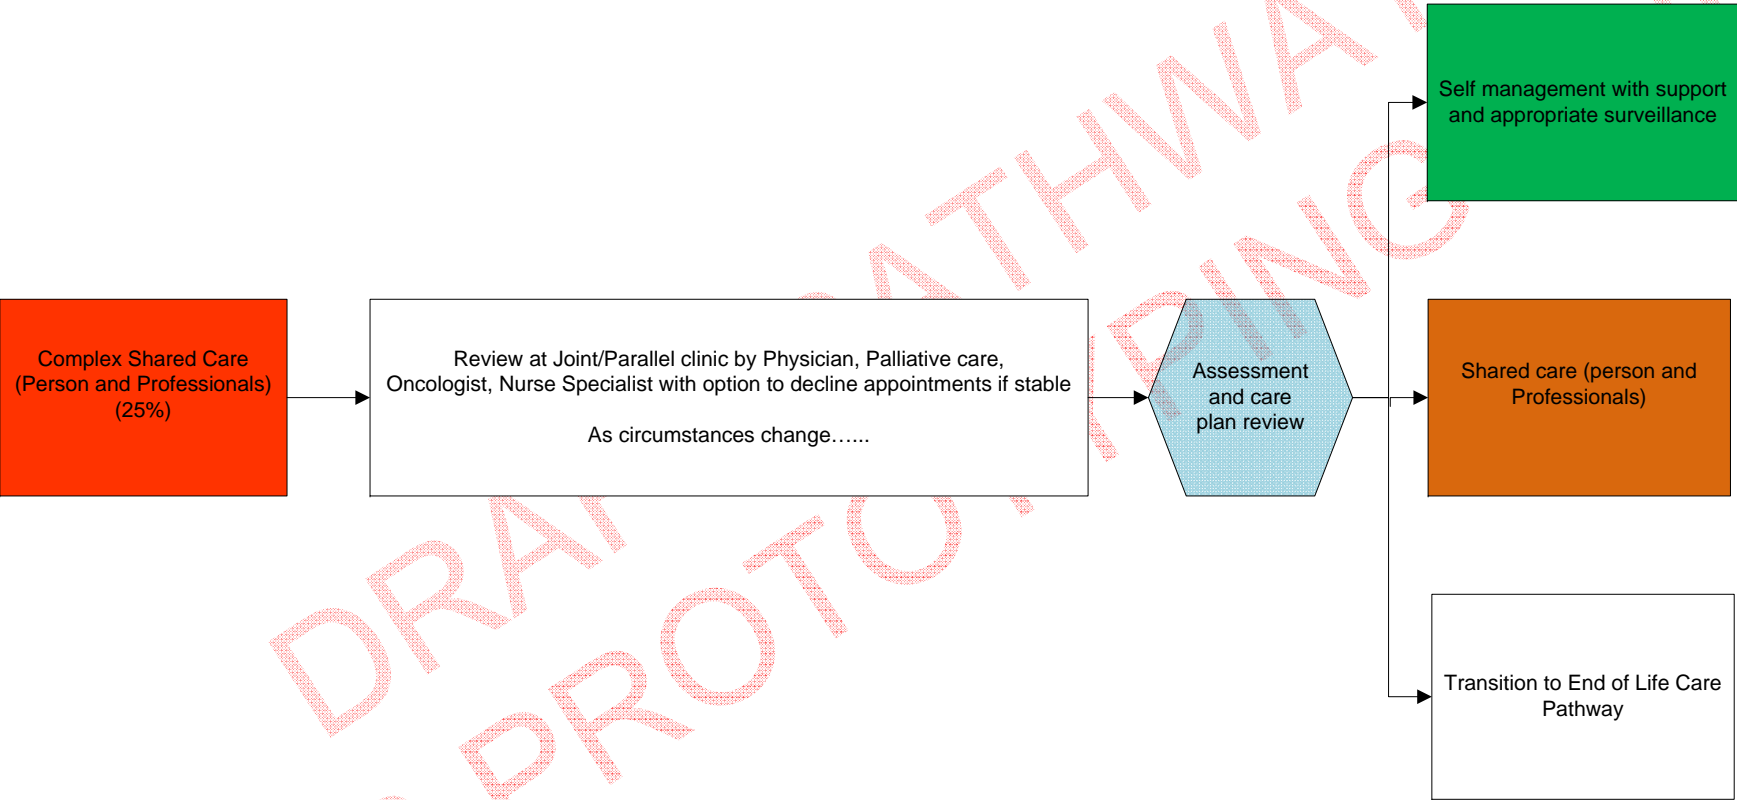 Self management with support
and appropriate surveillance
Complex Shared Care
(Person and Professionals)
(25%)
Review at Joint/Parallel clinic by Physician, Palliative care,
Oncologist, Nurse Specialist with option to decline appointments if stable
As circumstances change…...
Assessment
and care
plan review
Shared care (person and
Professionals)
Transition to End of Life Care
Pathway